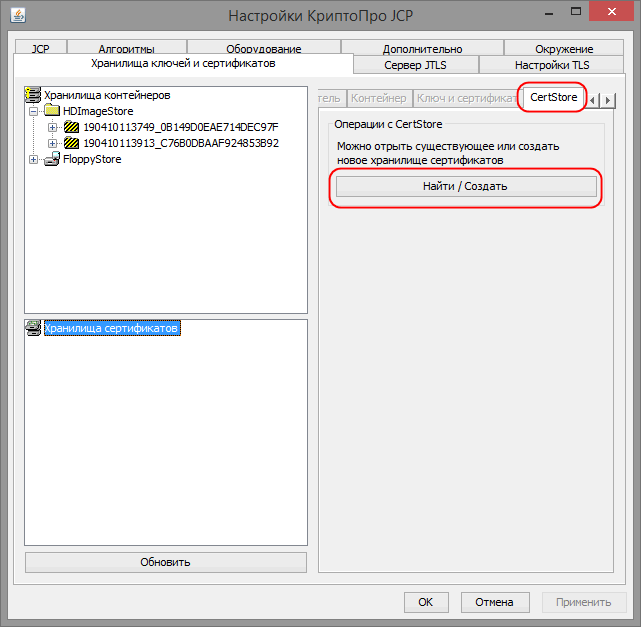 Настройки КриптоПро JCP
JCP
Алгоритмы
Оборудование
Дополнительно
Окружение
Хранилища ключей и сертификатов
Сервер JTLS
Настройки TLS
Хранилища контейнеров
HDImageStore
190410113749_0B149D0EAE714DEC97F
190410113913_C76B0DBAAF924853B92
FloppyStore
Хранилища сертификатов
Обновить
тель
Контейнер
Ключ и сертификат
CertStore
Операции с CertStore
Можно отрыть существующее или создать
новое хранилище сертификатов
Найти / Создать
OK
Отмена
Применить